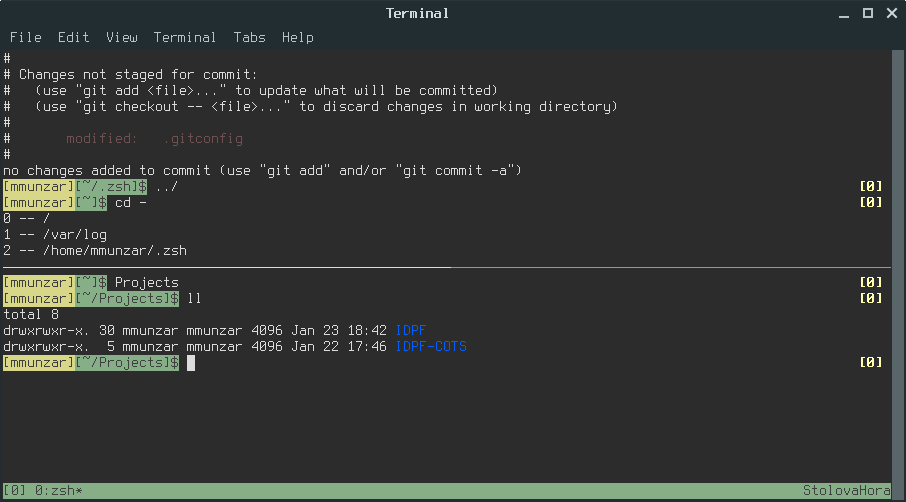 Terminal
File Edit View Terminal Tabs Help
#
# Changes not staged for commit:
#   (use "git add <file>..." to update what will be committed)
#   (use "git checkout -- <file>..." to discard changes in working directory)
#
#       modified:   .gitconfig
#
no changes added to commit (use "git add" and/or "git commit -a")
[mmunzar][~/.zsh]$ ../ [0]
[mmunzar][~]$ cd - [0]
0 -- /
1 -- /var/log
2 -- /home/mmunzar/.zsh
[mmunzar][~]$ Projects [0]
[mmunzar][~/Projects]$ ll [0]
total 8
drwxrwxr-x. 30 mmunzar mmunzar 4096 Jan 23 18:42 IDPF
drwxrwxr-x.  5 mmunzar mmunzar 4096 Jan 22 17:46 IDPF-COTS
[mmunzar][~/Projects]$ [0]
[0] 0:zsh* StolovaHora